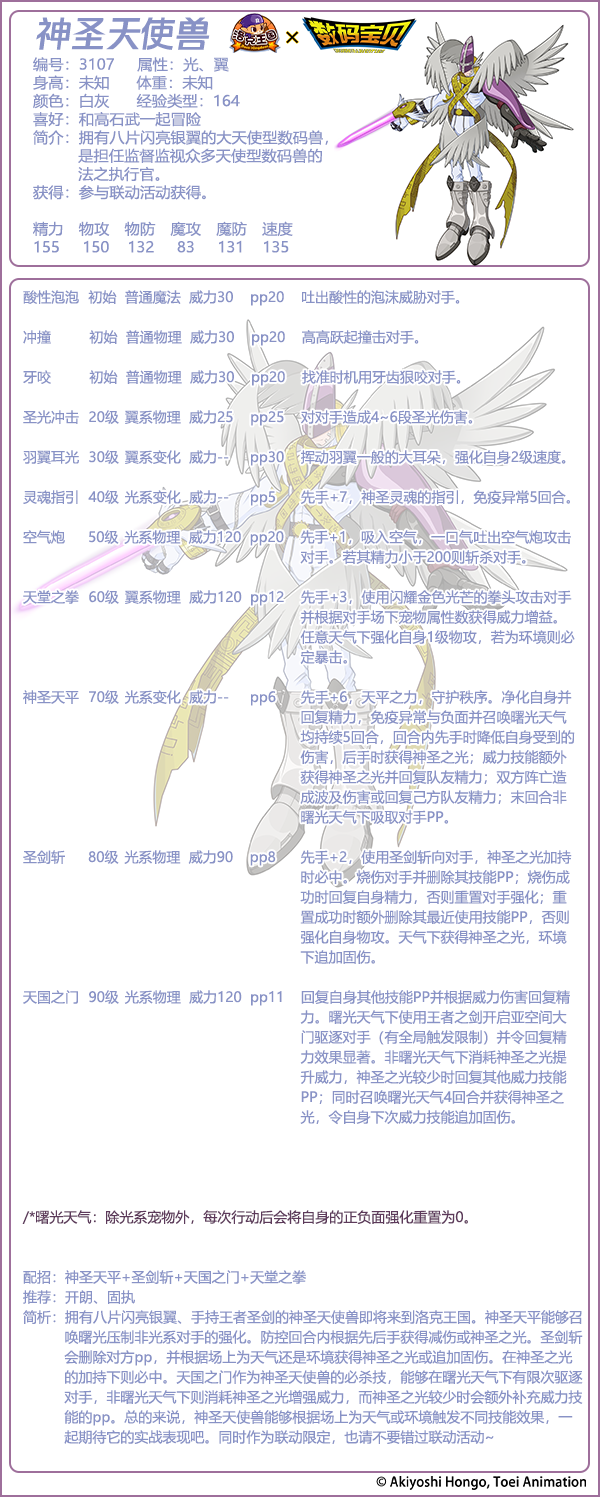 神圣天使兽 洛克王国 × 数码宝贝
编号：3107 属性：光、翼
身高：未知 体重：未知
颜色：白灰 经验类型：164
喜好：和高石武一起冒险
简介：拥有八片闪亮银翼的大天使型数码兽，
是担任监督监视众多天使型数码兽的
法之执行官。
获得：参与联动活动获得。
精力 物攻 物防 魔攻 魔防 速度
155 150 132 83 131 135
酸性泡泡 初始 普通魔法 威力30 pp20 吐出酸性的泡沫威胁对手。
冲撞 初始 普通物理 威力30 pp20 高高跃起撞击对手。
牙咬 初始 普通物理 威力30 pp20 找准时机用牙齿狠咬对手。
圣光冲击 20级 翼系物理 威力25 pp25 对对手造成4~6段圣光伤害。
羽翼耳光 30级 翼系变化 威力-- pp30 挥动羽翼一般的大耳朵，强化自身2级速度。
灵魂指引 40级 光系变化 威力-- pp5 先手+7，神圣灵魂的指引，免疫异常5回合。
空气炮 50级 光系物理 威力120 pp20 先手+1，吸入空气，一口气吐出空气炮攻击
对手。若其精力小于200则斩杀对手。
天堂之拳 60级 翼系物理 威力120 pp12 先手+3，使用闪耀金色光芒的拳头攻击对手
并根据对手场下宠物属性数获得威力增益。
任意天气下强化自身1级物攻，若为环境则必
定暴击。
神圣天平 70级 光系变化 威力-- pp6 先手+6，天平之力，守护秩序。净化自身并
回复精力，免疫异常与负面并召唤曙光天气
均持续5回合，回合内先手时降低自身受到的
伤害，后手时获得神圣之光；威力技能额外
获得神圣之光并回复队友精力；双方阵亡造
成波及伤害或回复己方队友精力；末回合非
曙光天气下吸取对手PP。
圣剑斩 80级 光系物理 威力90 pp8 先手+2，使用圣剑斩向对手，神圣之光加持
时必中。烧伤对手并删除其技能PP；烧伤成
功时回复自身精力，否则重置对手强化；重
置成功时额外删除其最近使用技能PP，否则
强化自身物攻。天气下获得神圣之光，环境
下追加固伤。
天国之门 90级 光系物理 威力120 pp11 回复自身其他技能PP并根据威力伤害回复精
力。曙光天气下使用王者之剑开启亚空间大
门驱逐对手（有全局触发限制）并令回复精
力效果显著。非曙光天气下消耗神圣之光提
升威力，神圣之光较少时回复其他威力技能
PP；同时召唤曙光天气4回合并获得神圣之
光，令自身下次威力技能追加固伤。
/*曙光天气：除光系宠物外，每次行动后会将自身的正负面强化重置为0。
配招：神圣天平+圣剑斩+天国之门+天堂之拳
推荐：开朗、固执
简析：拥有八片闪亮银翼、手持王者圣剑的神圣天使兽即将来到洛克王国。神圣天平能够召
唤曙光压制非光系对手的强化。防控回合内根据先后手获得减伤或神圣之光。圣剑斩
会删除对方pp，并根据场上为天气还是环境获得神圣之光或追加固伤。在神圣之光
的加持下则必中。天国之门作为神圣天使兽的必杀技，能够在曙光天气下有限次驱逐
对手，非曙光天气下则消耗神圣之光增强威力，而神圣之光较少时会额外补充威力技
能的pp。总的来说，神圣天使兽能够根据场上为天气或环境触发不同技能效果，一
起期待它的实战表现吧。同时作为联动限定，也请不要错过联动活动~
© Akiyoshi Hongo, Toei Animation